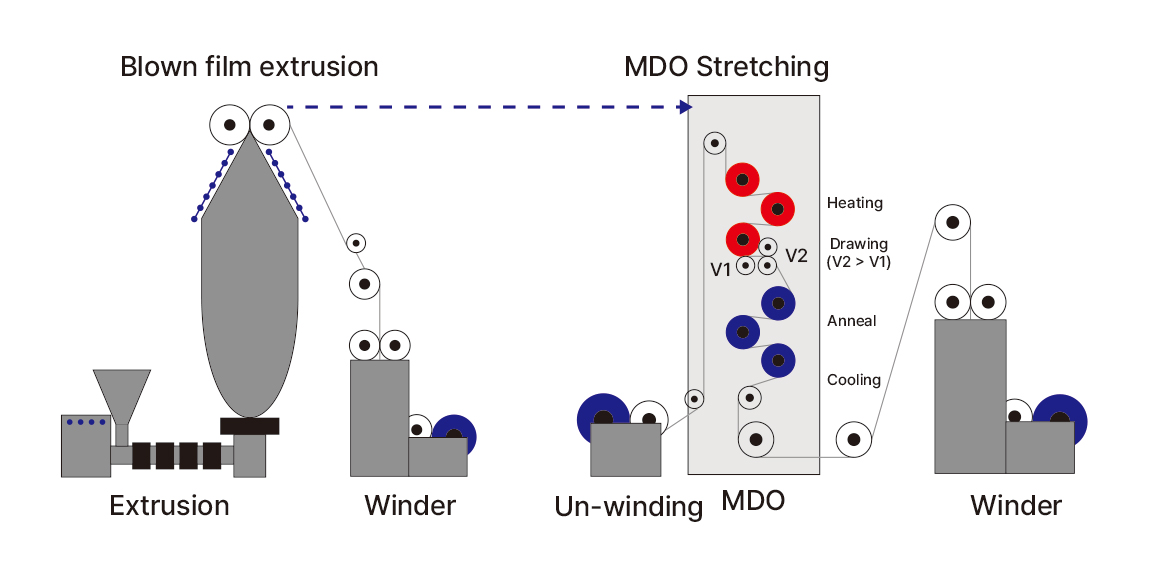 Blown film extrusion
MDO Stretching
Heating
Drawing
(V2 > V1)
V1
V2
Anneal
Cooling
Extrusion
Winder
Un-winding
MDO
Winder